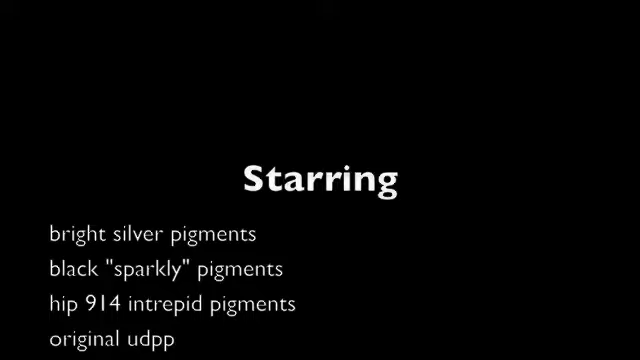 Starring
bright silver pigments
black "sparkly" pigments
hip 914 intrepid pigments
original udpp